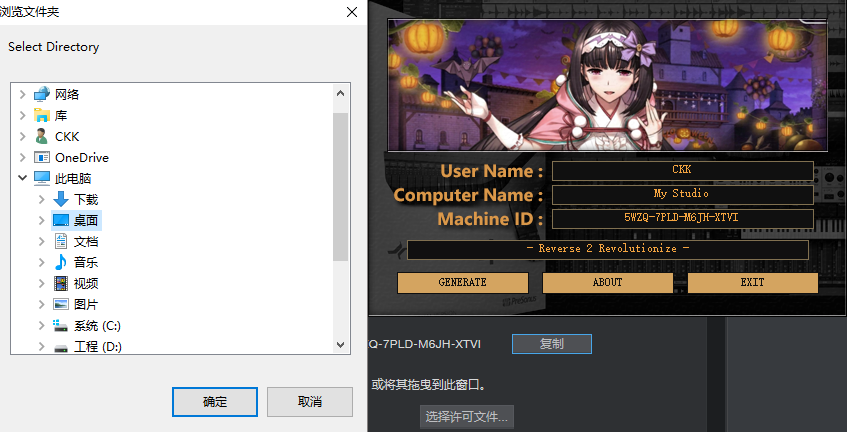 浏览文件夹
Select Directory
网络
库
CKK
OneDrive
此电脑
下载
桌面
文档
音乐
视频
图片
系统 (C:)
工程 (D:)
确定
取消
User Name : CKK
Computer Name : My Studio
Machine ID : 5WZQ-7PLD-M6JH-XTVI
- Reverse 2 Revolutionize -
GENERATE
ABOUT
EXIT
PreSonus
ZQ-7PLD-M6JH-XTVI
复制
或将其拖曳到此窗口。
选择许可文件...